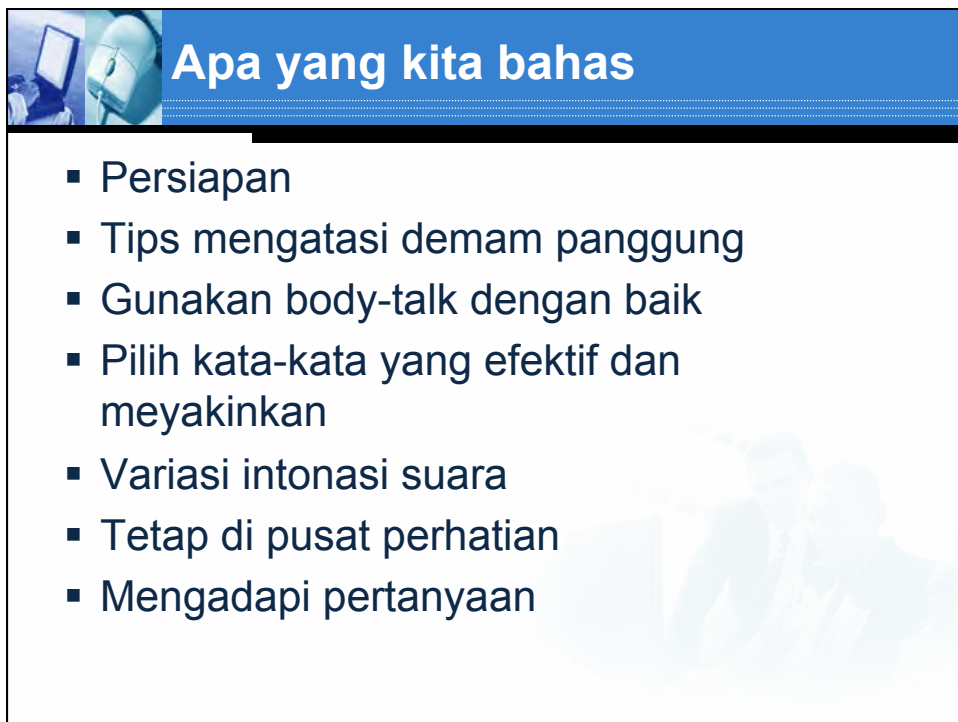 Apa yang kita bahas
▪ Persiapan
▪ Tips mengatasi demam panggung
▪ Gunakan body-talk dengan baik
▪ Pilih kata-kata yang efektif dan
meyakinkan
▪ Variasi intonasi suara
▪ Tetap di pusat perhatian
▪ Mengadapi pertanyaan